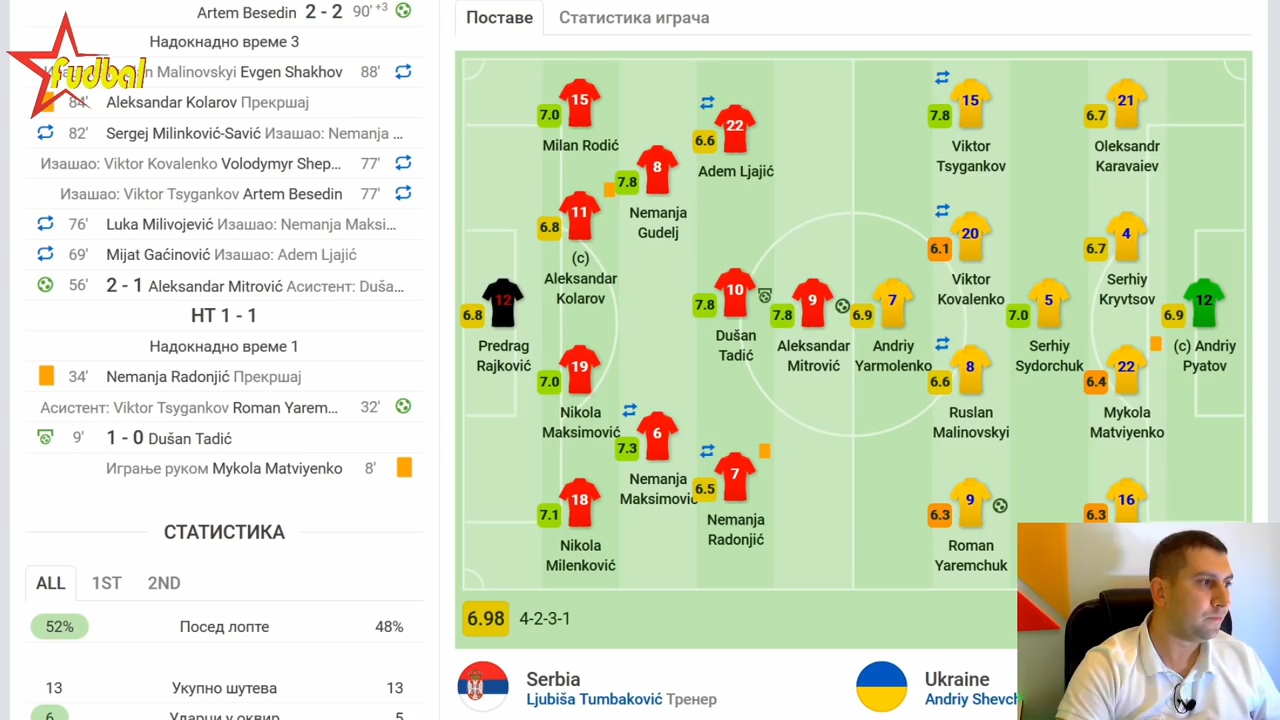 Artem Besedin 2 - 2 90' +3
Надокнадно време 3
Malinovskyi Evgen Shakhov 88'
fudbal
84' Aleksandar Kolarov Прекршај
82' Sergej Milinković-Savić Изашао: Nemanja ...
Изашао: Viktor Kovalenko Volodymyr Shep... 77'
Изашао: Viktor Tsygankov Artem Besedin 77'
76' Luka Milivojević Изашао: Nemanja Maksi...
69' Mijat Gaćinović Изашао: Adem Ljajić
56' 2 - 1 Aleksandar Mitrović Асистент: Duša...
HT 1 - 1
Надокнадно време 1
34' Nemanja Radonjić Прекршај
Асистент: Viktor Tsygankov Roman Yarem... 32'
9' 1 - 0 Dušan Tadić
Играње руком Mykola Matviyenko 8'
СТАТИСТИКА
ALL 1ST 2ND
52% Посед лопте 48%
13 Укупно шутева 13
6 Ударци у оквир 5
Поставе Статистика играча
15
7.0
Milan Rodić
22
6.6
Adem Ljajić
8
7.8
Nemanja
Gudelj
11
6.8
(c)
Aleksandar
Kolarov
12
6.8
Predrag
Rajković
10
7.8
Dušan
Tadić
9
7.8
Aleksandar
Mitrović
19
7.0
Nikola
Maksimović
6
7.3
Nemanja
Maksimović
7
6.5
Nemanja
Radonjić
18
7.1
Nikola
Milenković
15
7.8
Viktor
Tsygankov
21
6.7
Oleksandr
Karavaiev
20
6.1
Viktor
Kovalenko
4
6.7
Serhiy
Kryvtsov
7
6.9
Andriy
Yarmolenko
5
7.0
Serhiy
Sydorchuk
12
6.9
(c) Andriy
Pyatov
8
6.6
Ruslan
Malinovskyi
22
6.4
Mykola
Matviyenko
9
6.3
Roman
Yaremchuk
16
6.3
6.98 4-2-3-1
Serbia
Ljubiša Tumbaković Тренер
Ukraine
Andriy Shevch